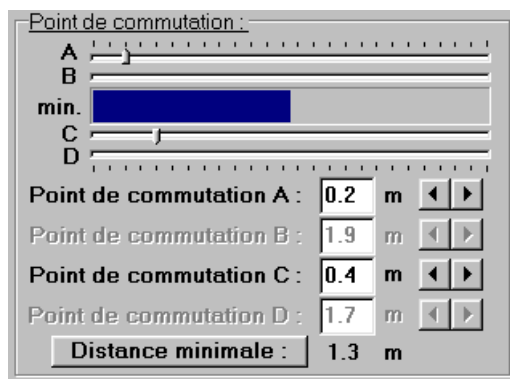 Point de commutation :
A
B
min.
C
D
Point de commutation A : 0.2 m
Point de commutation B : 1.9 m
Point de commutation C : 0.4 m
Point de commutation D : 1.7 m
Distance minimale : 1.3 m